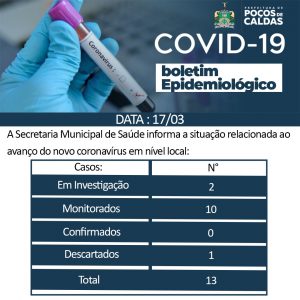 PREFEITURA DE
POÇOS DE
CALDAS
Coronavírus :
COVID-19
boletim
Epidemiológico
DATA : 17/03
A Secretaria Municipal de Saúde informa a situação relacionada ao
avanço do novo coronavírus em nível local:
Casos: N°
Em Investigação 2
Monitorados 10
Confirmados 0
Descartados 1
Total 13